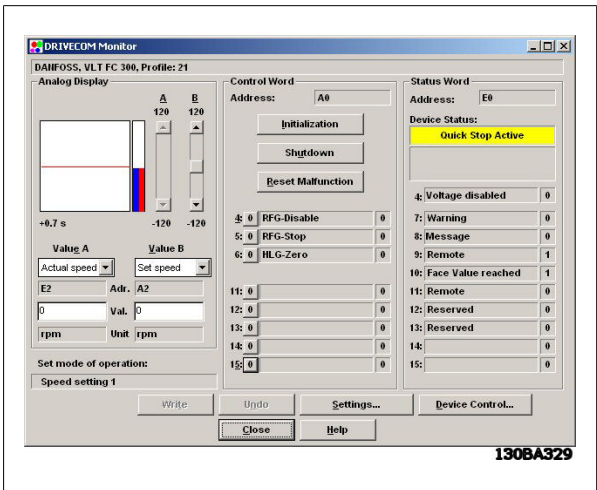 DRIVECOM Monitor
DANFOSS, VLT FC 300, Profile: 21
Analog Display
A B
120 120
+0.7 s -120 -120
Value A Value B
Actual speed Set speed
E2 Adr. A2
0 Val. 0
rpm Unit rpm
Set mode of operation:
Speed setting 1
Control Word
Address: A0
Initialization
Shutdown
Reset Malfunction
4: 0 RFG-Disable 0
5: 0 RFG-Stop 0
6: 0 HLG-Zero 0
11: 0 0
12: 0 0
13: 0 0
14: 0 0
15: 0 0
Status Word
Address: E0
Device Status:
Quick Stop Active
4: Voltage disabled 0
7: Warning 0
8: Message 0
9: Remote 1
10: Face Value reached 1
11: Remote 0
12: Reserved 0
13: Reserved 0
14: 0
15: 0
Write Undo Settings... Device Control...
Close Help
130BA329